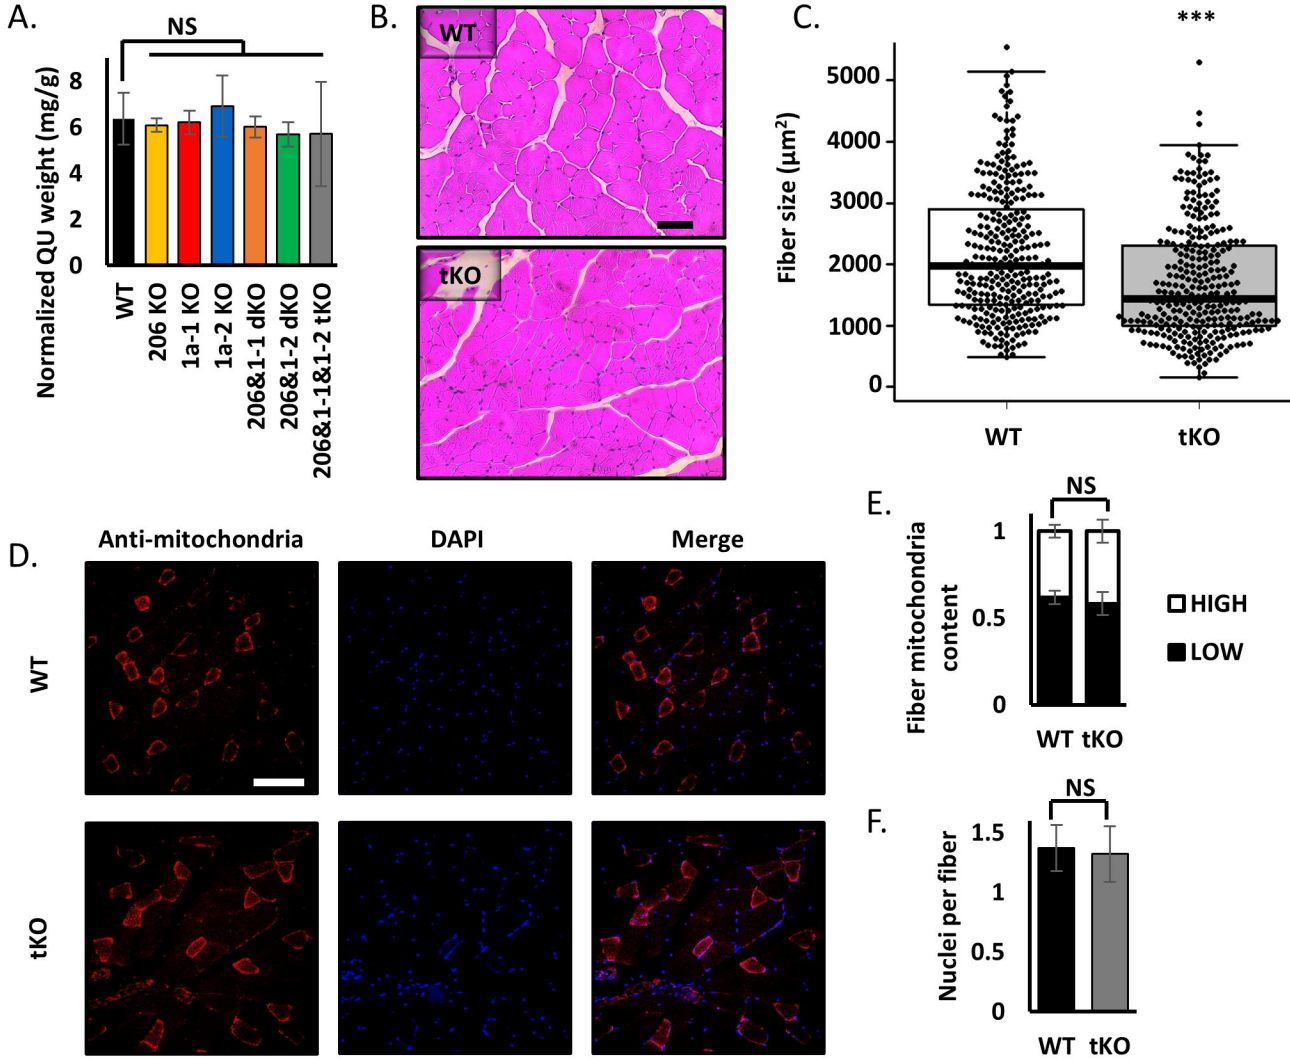 A.
NS
Normalized QU weight (mg/g)
8
6
4
2
0
WT
206 KO
1a-1 KO
1a-2 KO
206&1-1 dKO
206&1-2 dKO
206&1-1&1-2 tKO
B.
WT
tKO
C.
***
Fiber size (µm²)
5000
4000
3000
2000
1000
0
WT
tKO
D.
Anti-mitochondria
DAPI
Merge
WT
tKO
E.
NS
Fiber mitochondria
content
1
0.5
0
HIGH
LOW
WT tKO
F.
NS
Nuclei per fiber
1.5
1
0.5
0
WT tKO